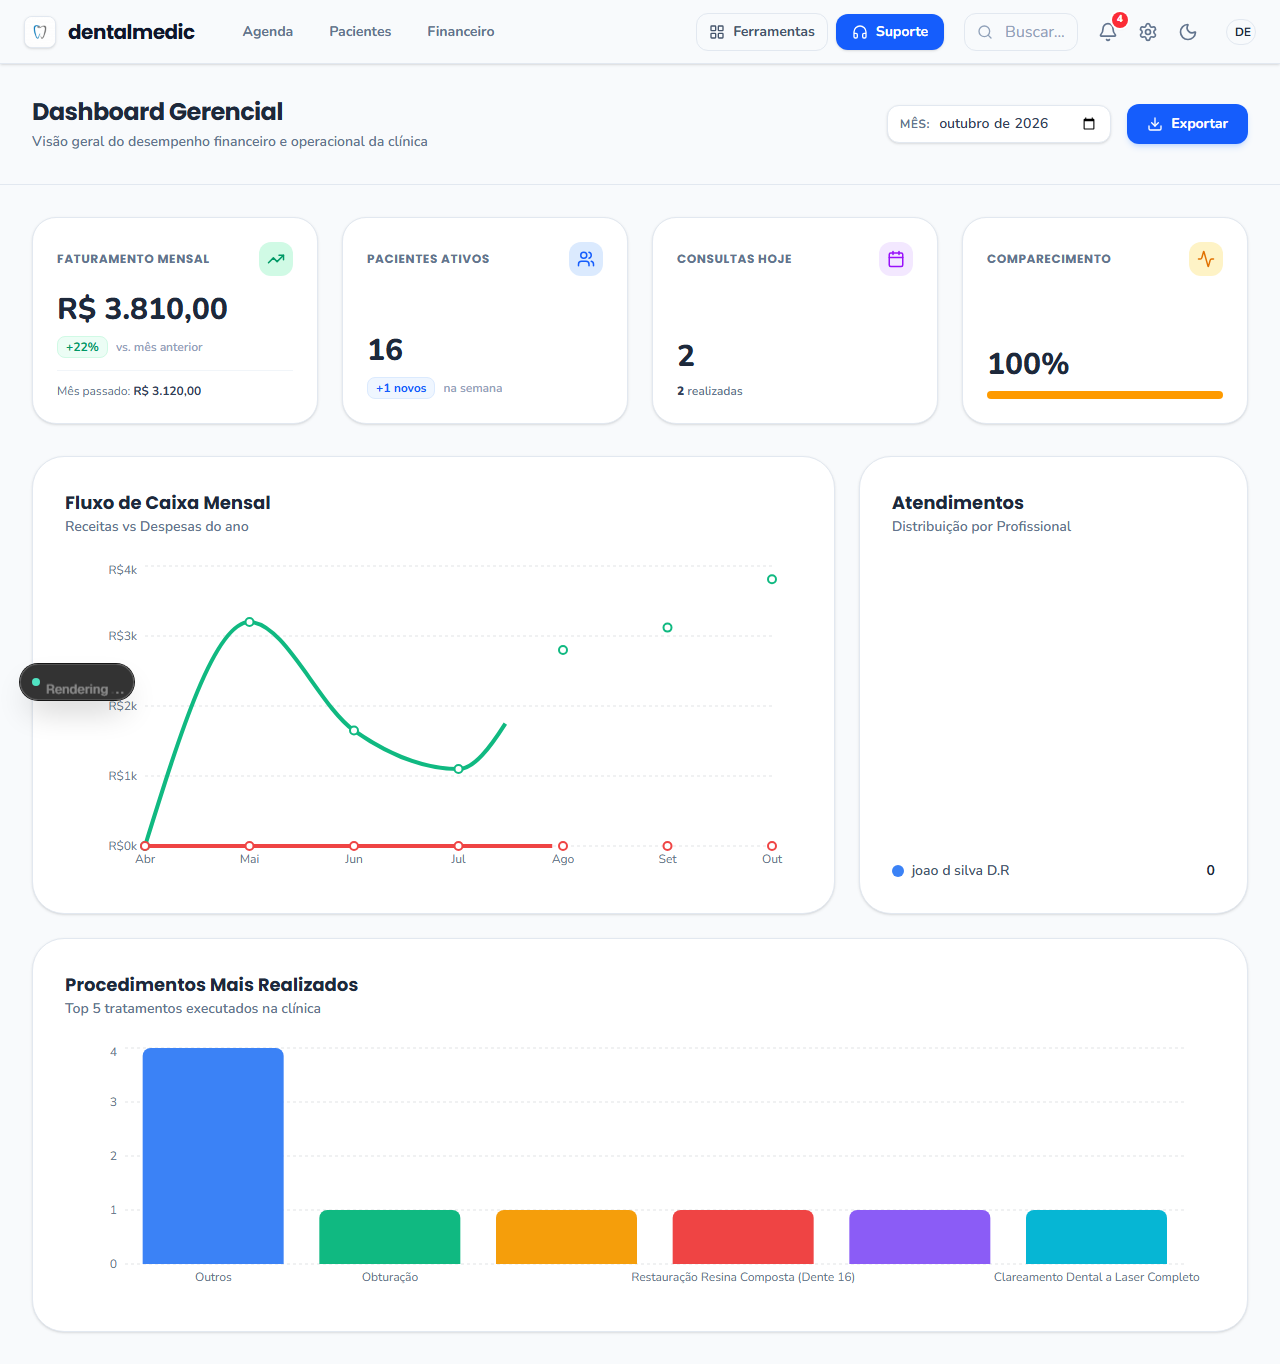 dentalmedic
Agenda
Pacientes
Financeiro
Ferramentas
Suporte
Buscar...
4
DE
Dashboard Gerencial
Visão geral do desempenho financeiro e operacional da clínica
MÊS: outubro de 2026
Exportar
FATURAMENTO MENSAL
R$ 3.810,00
+22% vs. mês anterior
Mês passado: R$ 3.120,00
PACIENTES ATIVOS
16
+1 novos na semana
CONSULTAS HOJE
2
2 realizadas
COMPARECIMENTO
100%
Fluxo de Caixa Mensal
Receitas vs Despesas do ano
R$4k
R$3k
R$2k
R$1k
R$0k
Abr
Mai
Jun
Jul
Ago
Set
Out
Rendering ...
Atendimentos
Distribuição por Profissional
joao d silva D.R 0
Procedimentos Mais Realizados
Top 5 tratamentos executados na clínica
4
3
2
1
0
Outros
Obturação
Restauração Resina Composta (Dente 16)
Clareamento Dental a Laser Completo